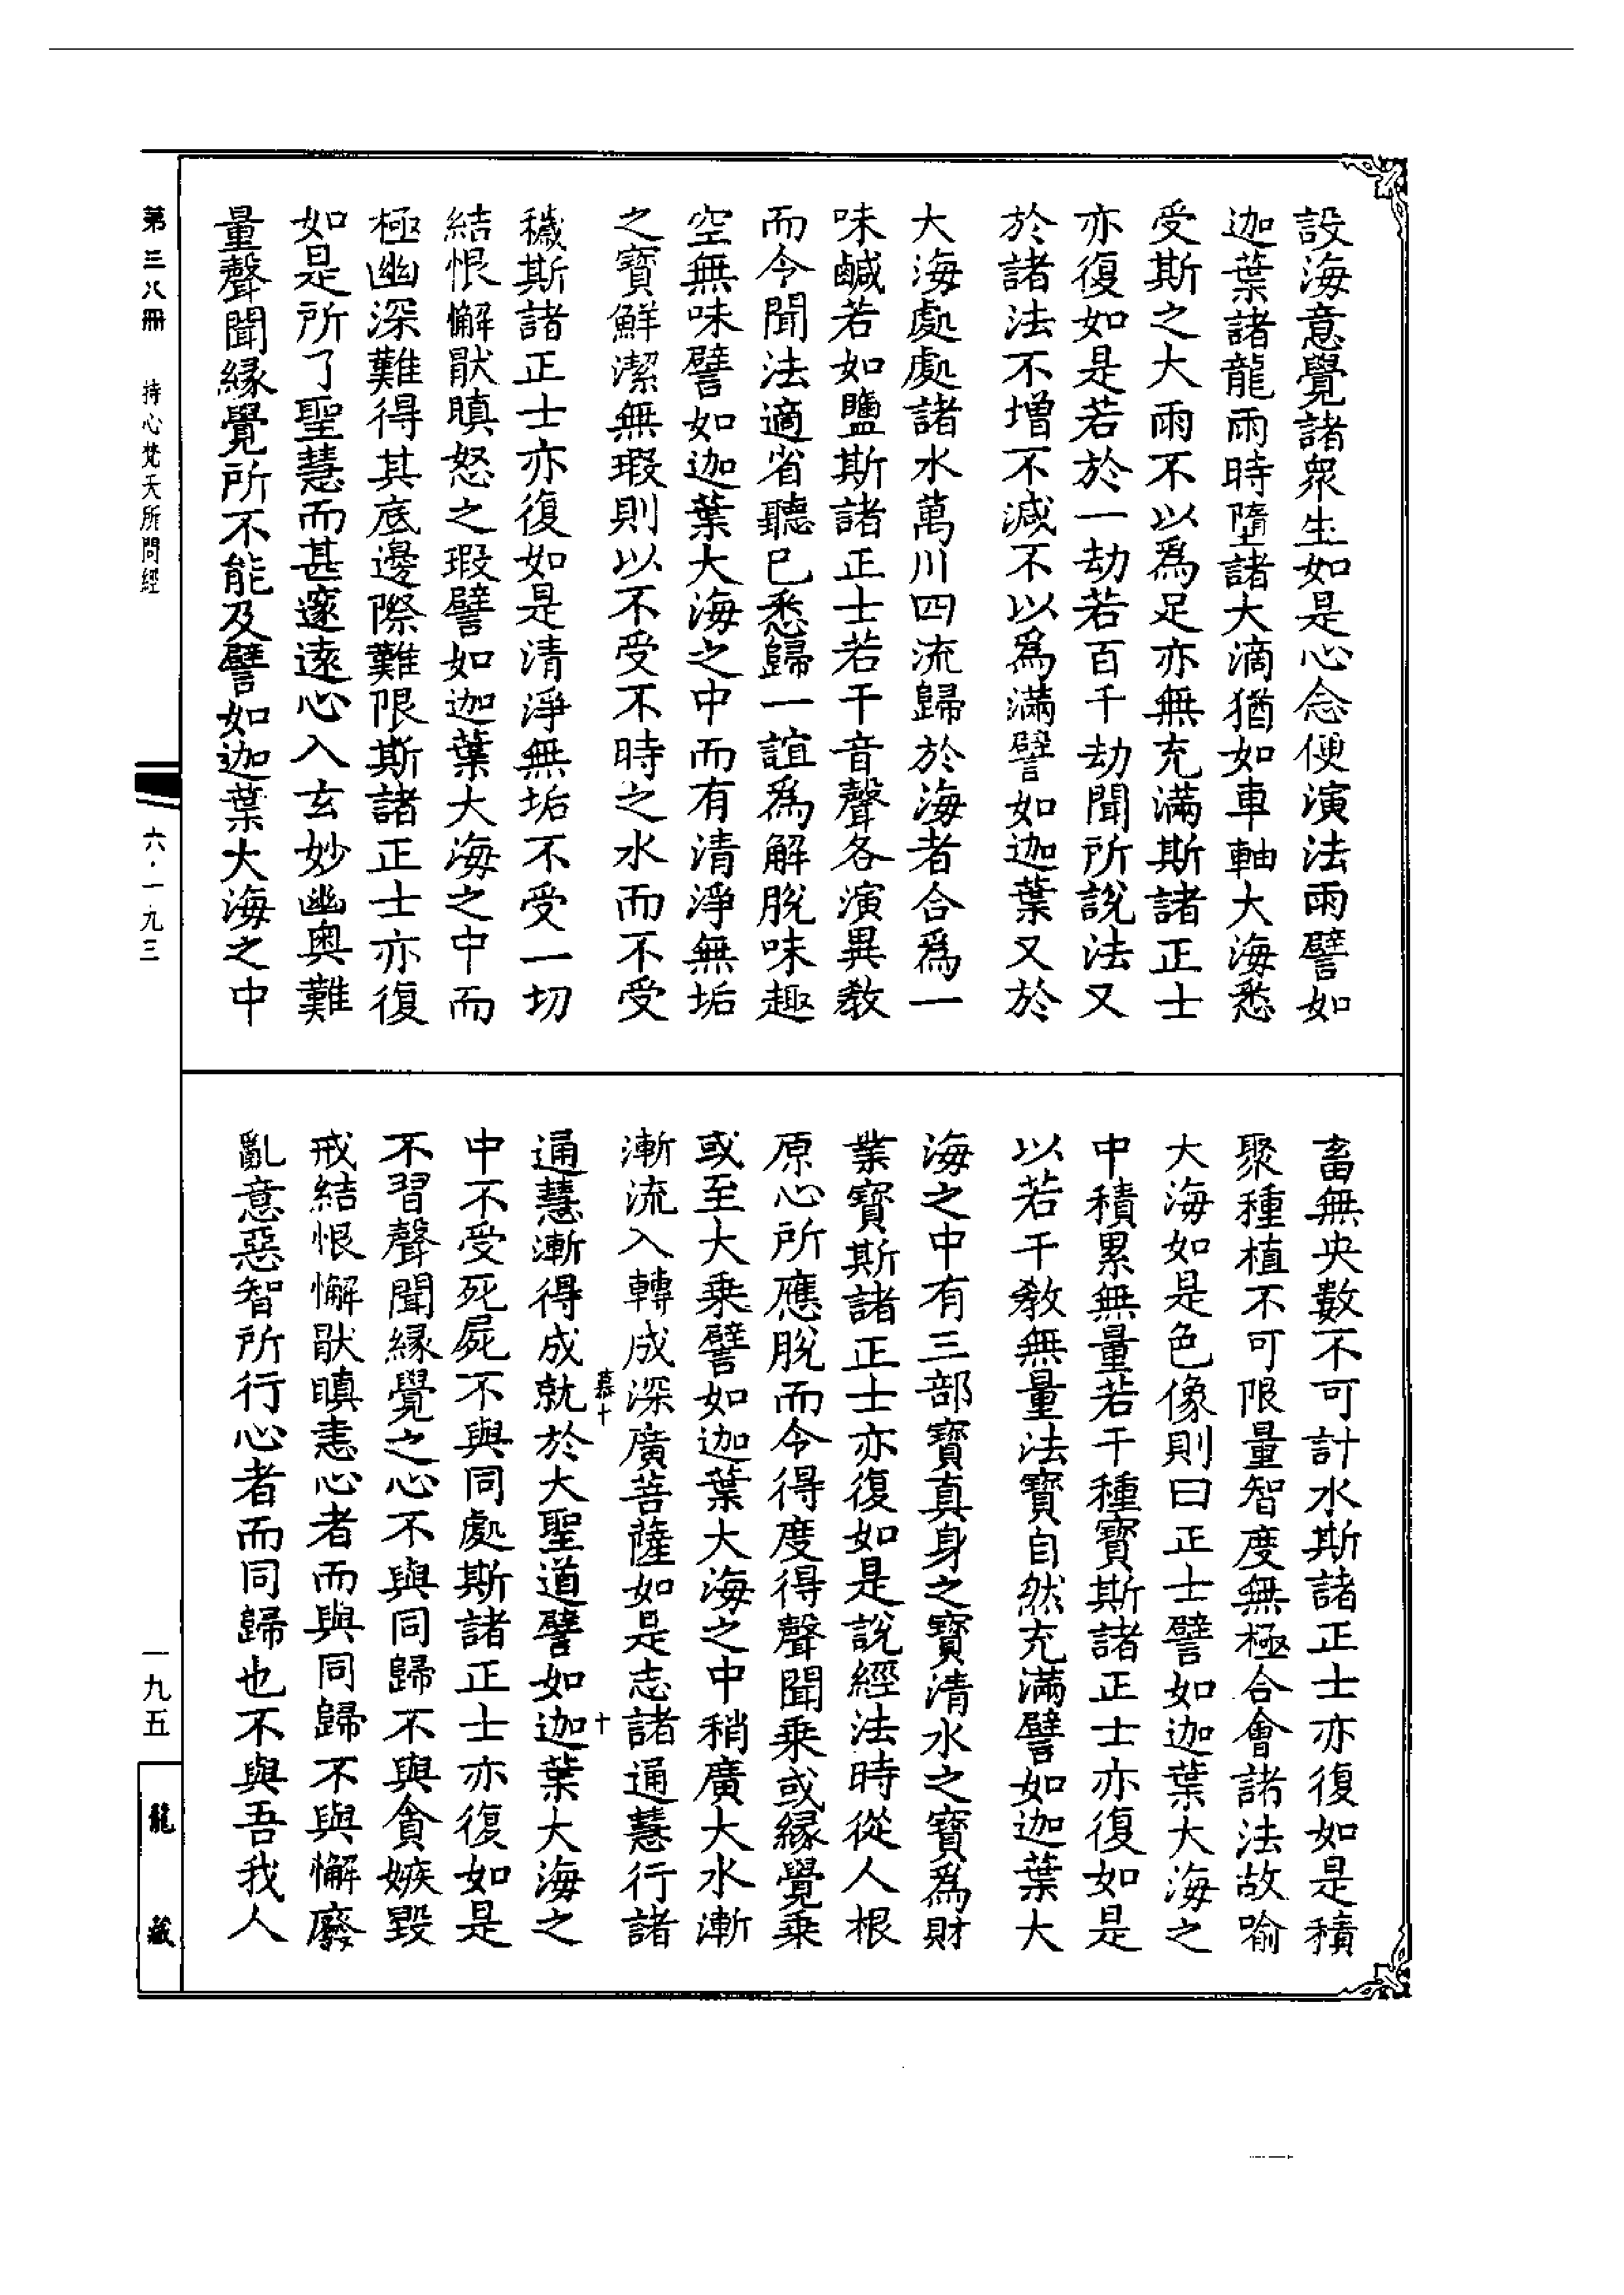 設海意覺諸衆生如是心念便演法雨譬如
迦葉諸龍雨時墮諸大滴猶如車軸大海悉
受斯之大雨不以爲足亦無充滿斯諸正士
亦復如是若於一劫若百千劫聞所說法又
於諸法不增不減不以爲滿譬如迦葉又於
大海處處諸水萬川四流歸於海者合爲一
味鹹若如鹽斯諸正士若干音聲各演異教
而今聞法適省聽已悉歸一誼爲解脫味趣
空無味譬如迦葉大海之中而有清淨無垢
之寶鮮潔無瑕則以不受不時之水而不受
穢斯諸正士亦復如是清淨無垢不受一切
結恨懈猒瞋怒之瑕譬如迦葉大海之中而
極幽深難得其底邊際難限斯諸正士亦復
如是所了聖慧而甚邃遠心入玄妙幽奧難
量聲聞緣覺所不能及譬如迦葉大海之中
畜無央數不可計水斯諸正士亦復如是積
聚種植不可限量智度無極合會諸法故喻
大海如是色像則曰正士譬如迦葉大海之
中積累無量若干種寶斯諸正士亦復如是
以若干教無量法寶自然充滿譬如迦葉大
海之中有三部寶真身之寶清水之寶爲財
業寶斯諸正士亦復如是說經法時從人根
原心所應脫而令得度得聲聞乘或緣覺乘
或至大乘譬如迦葉大海之中稍廣大水漸
漸流入轉成深廣菩薩如是志諸通慧行諸
通慧漸得成就於大聖道譬如迦葉大海之
慕十
十
中不受死屍不與同處斯諸正士亦復如是
不習聲聞緣覺之心不與同歸不與貪嫉毀
戒結恨懈猒瞋恚心者而與同歸不與懈廢
亂意惡智所行心者而同歸也不與吾我人
第三八冊 持心梵天所問經
六·一九三
一九五
龍藏